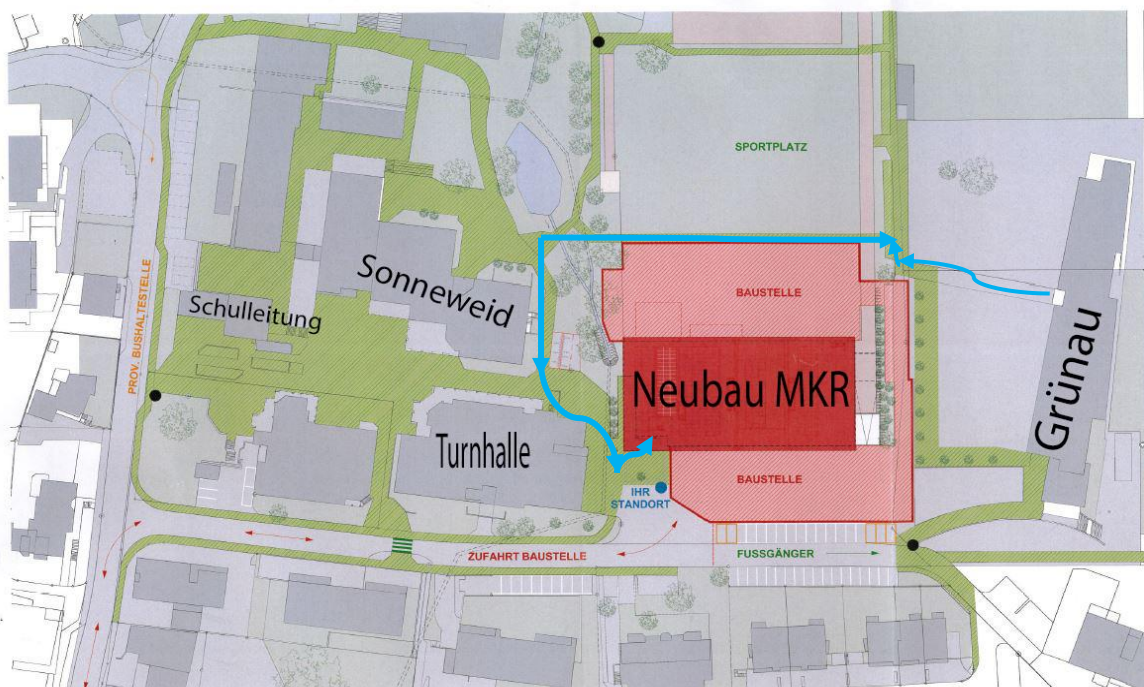 SPORTPLATZ
Sonneweid
BAUSTELLE
Schulleitung
PROV. BUSHALTESTELLE
Grünau
Neubau MKR
Turnhalle
BAUSTELLE
IHR
STANDORT
ZUFAHRT BAUSTELLE
FUSSGÄNGER